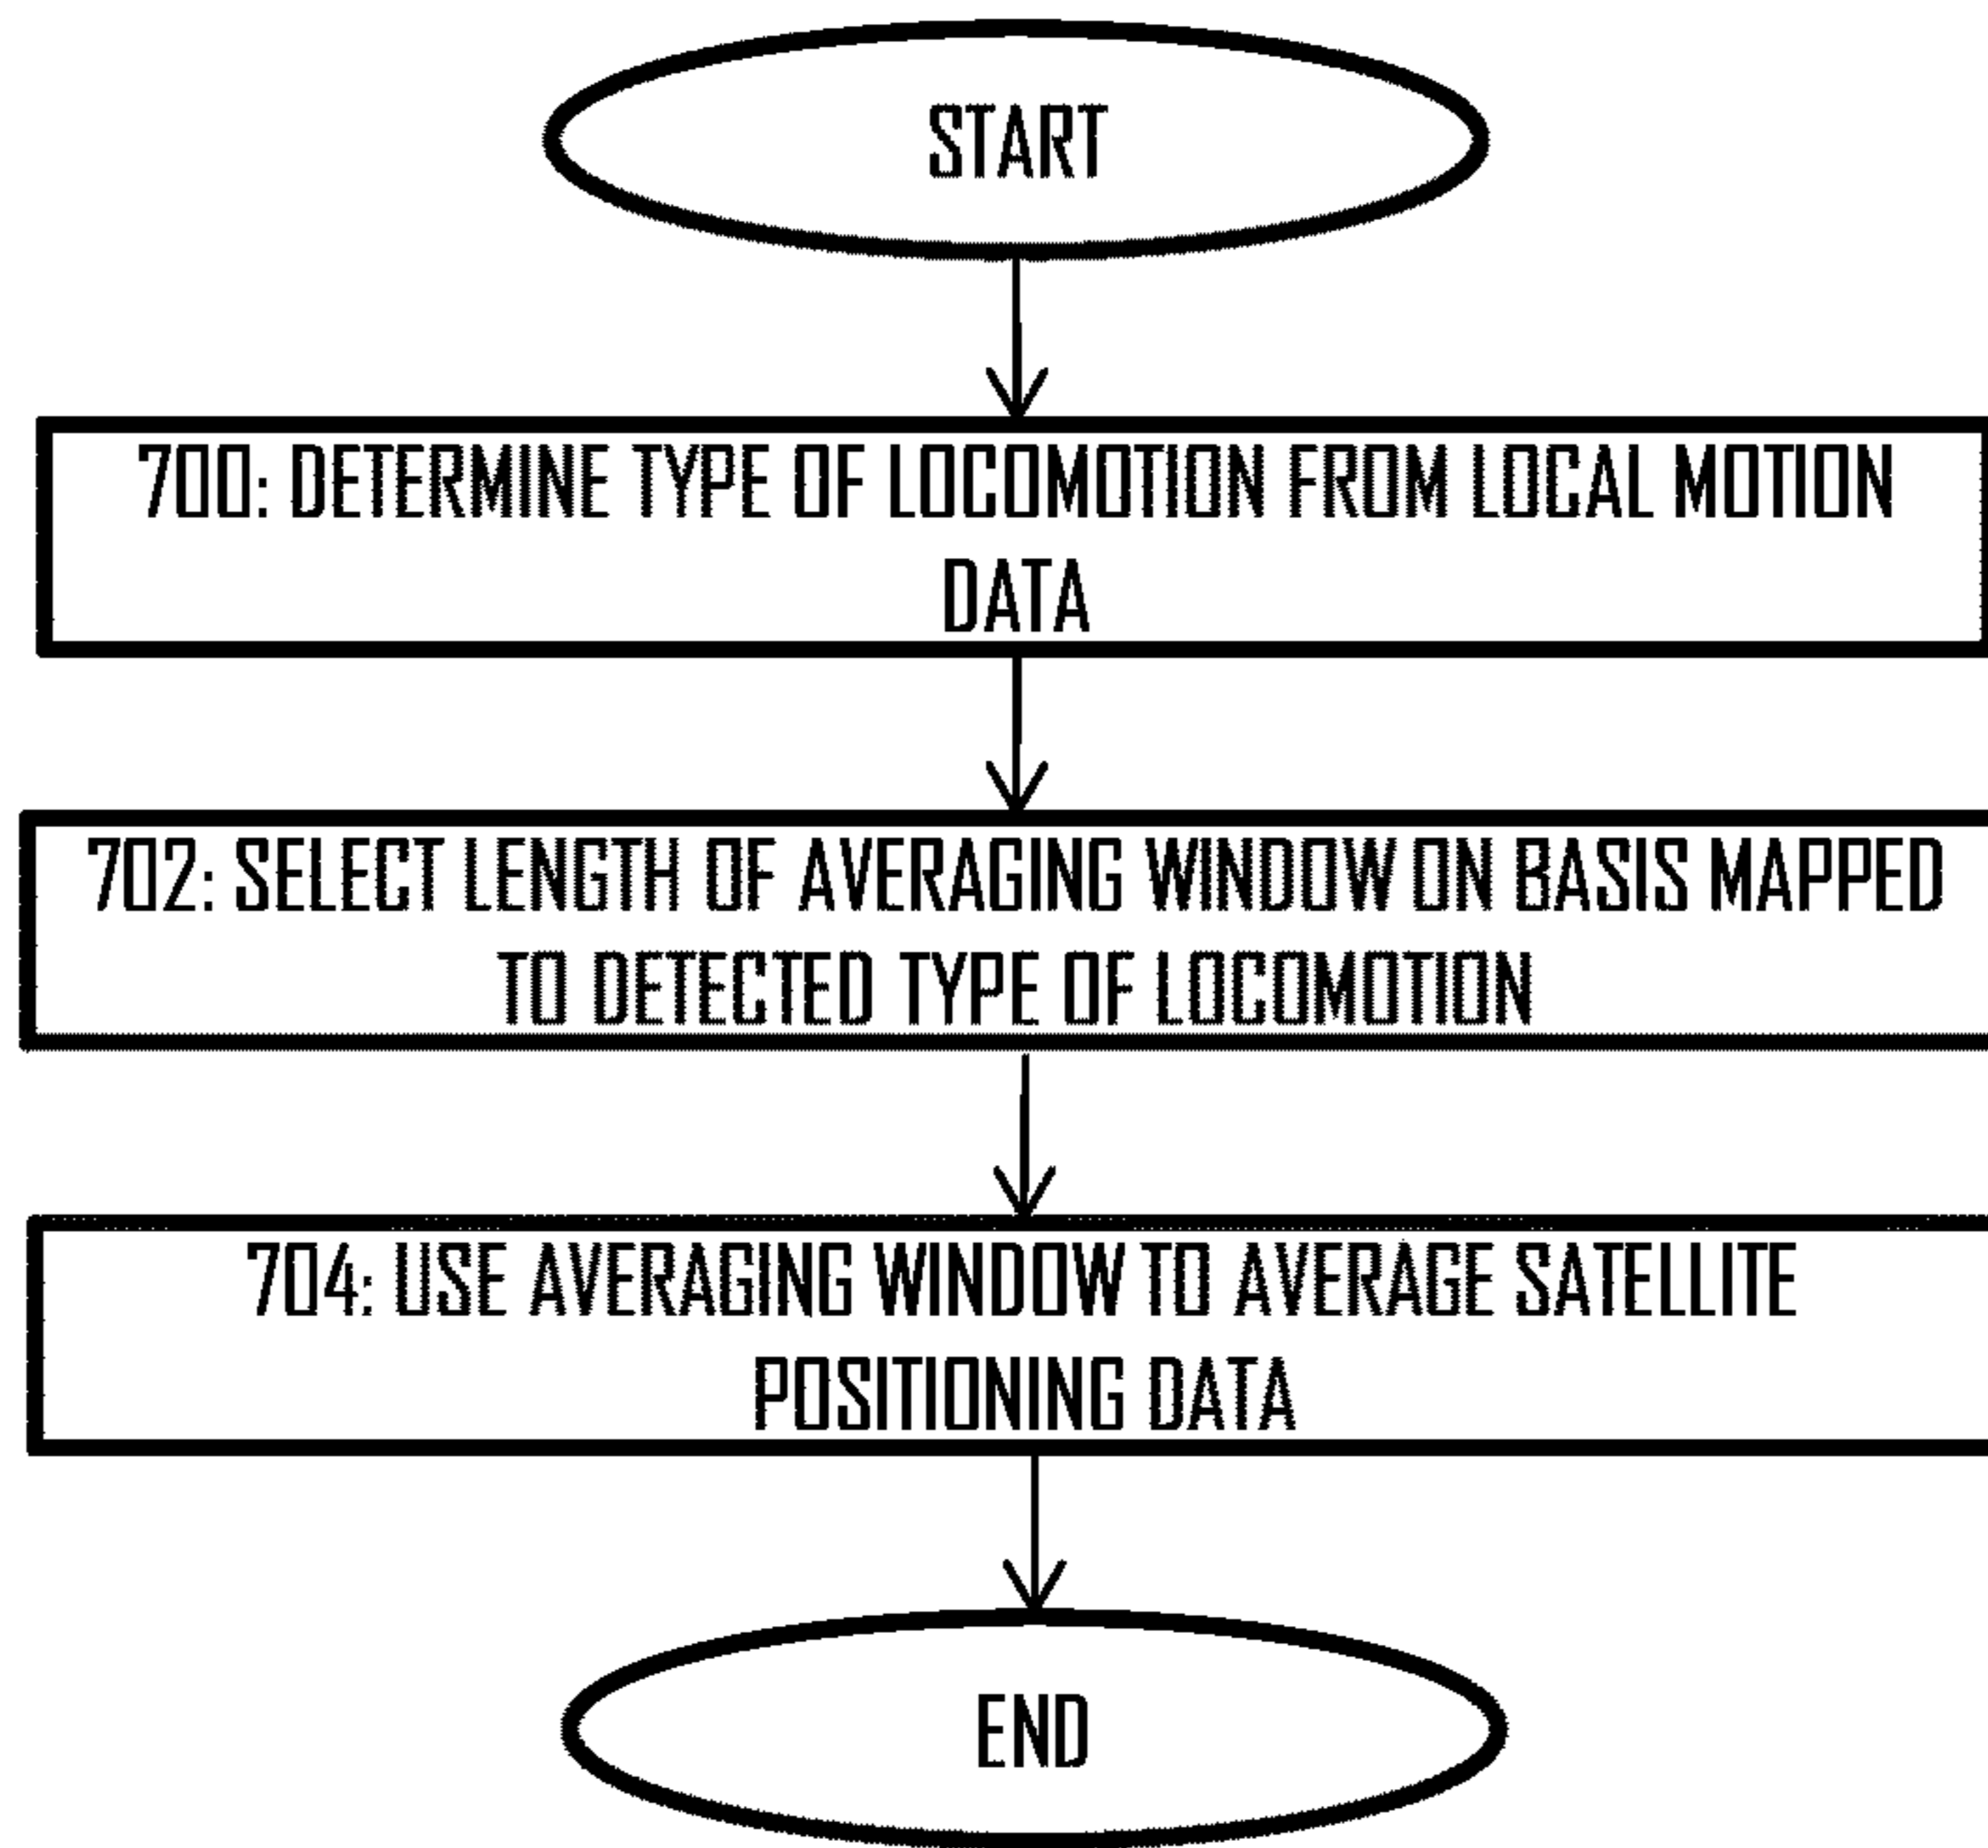 START
700: DETERMINE TYPE OF LOCOMOTION FROM LOCAL MOTION
DATA
702: SELECT LENGTH OF AVERAGING WINDOW ON BASIS MAPPED
TO DETECTED TYPE OF LOCOMOTION
704: USE AVERAGING WINDOW TO AVERAGE SATELLITE
POSITIONING DATA
END